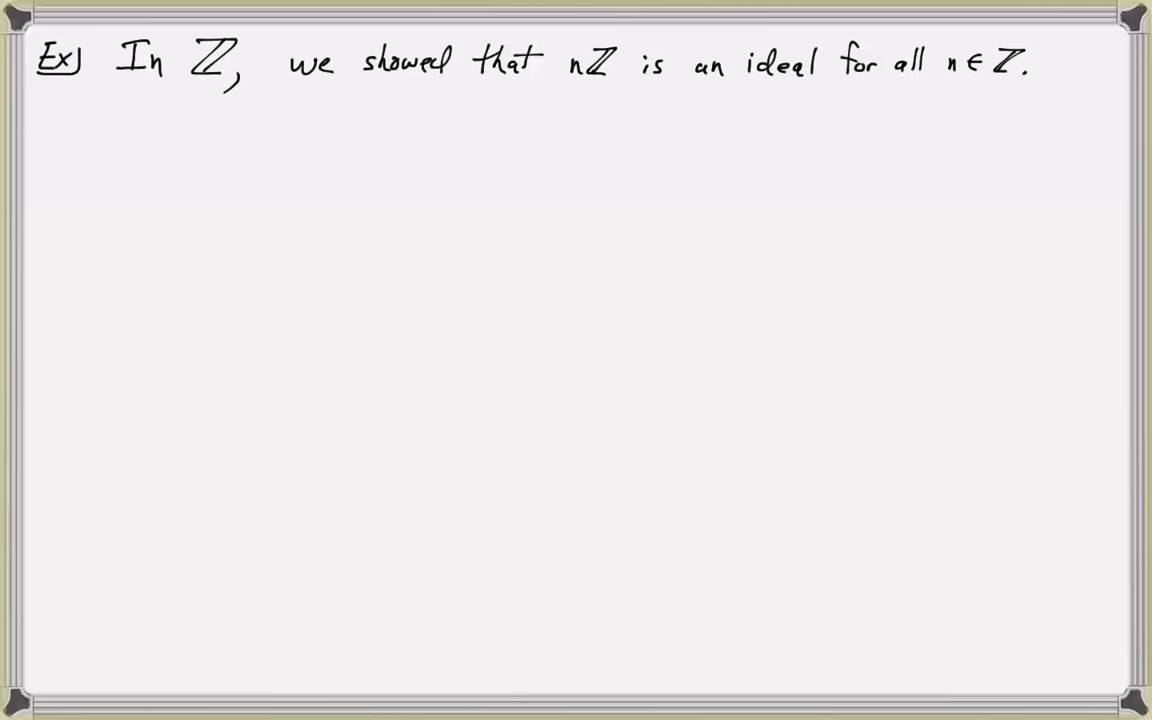 Ex) In ℤ, we showed that nℤ is an ideal for all n ∈ ℤ.